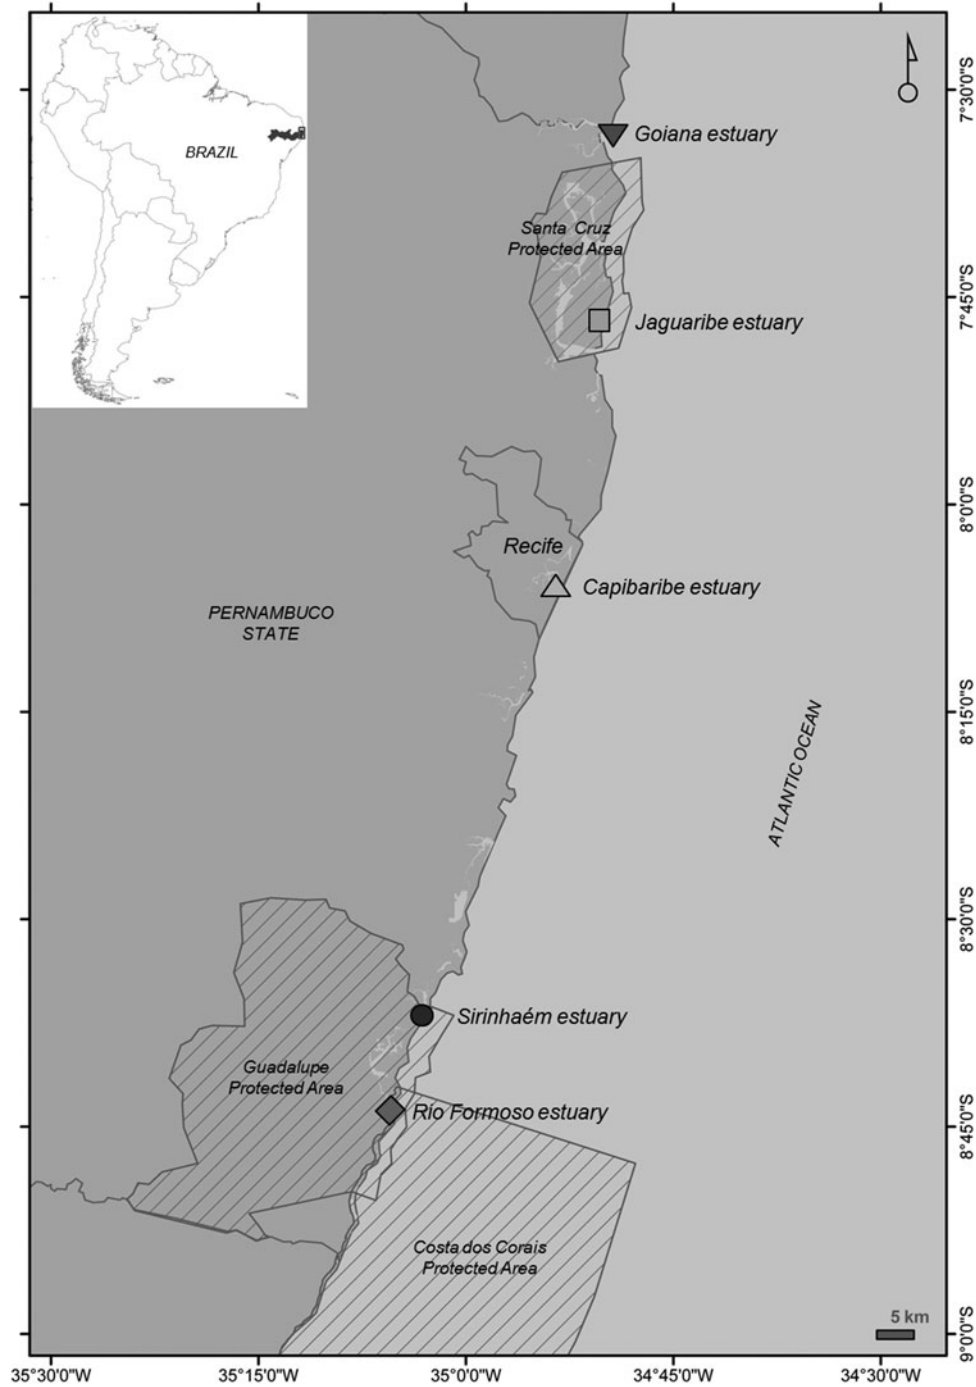 BRAZIL
Goiana estuary
Santa Cruz
Protected Area
Jaguaribe estuary
Recife
Capibaribe estuary
PERNAMBUCO
STATE
ATLANTIC OCEAN
Sirinhaém estuary
Guadalupe
Protected Area
Río Formoso estuary
Costa dos Corais
Protected Area
5 km
7°30'0"S
7°45'0"S
8°0'0"S
8°15'0"S
8°30'0"S
8°45'0"S
9°0'0"S
35°30'0"W
35°15'0"W
35°0'0"W
34°45'0"W
34°30'0"W